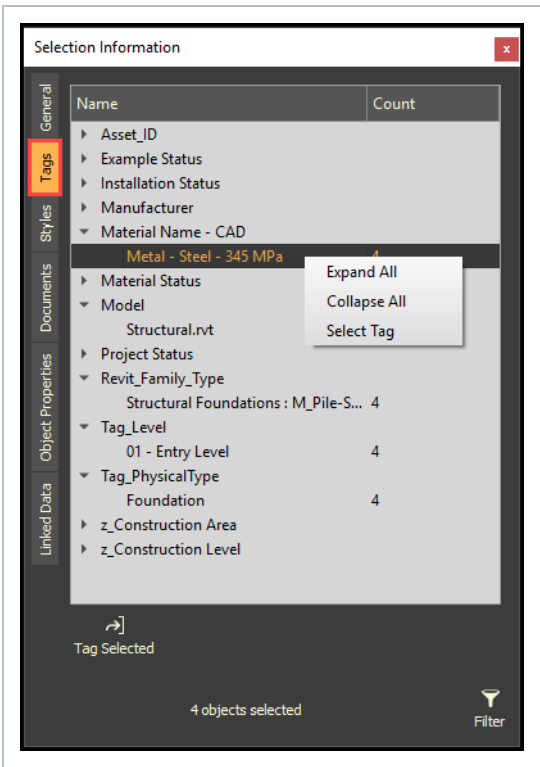 Selection Information
x
General
Tags
Styles
Documents
Object Properties
Linked Data
Name Count
Asset_ID
Example Status
Installation Status
Manufacturer
Material Name - CAD
Metal - Steel - 345 MPa 4
Expand All
Collapse All
Select Tag
Material Status
Model
Structural.rvt
Project Status
Revit_Family_Type
Structural Foundations : M_Pile-S... 4
Tag_Level
01 - Entry Level 4
Tag_PhysicalType
Foundation 4
z_Construction Area
z_Construction Level
Tag Selected
4 objects selected
Filter